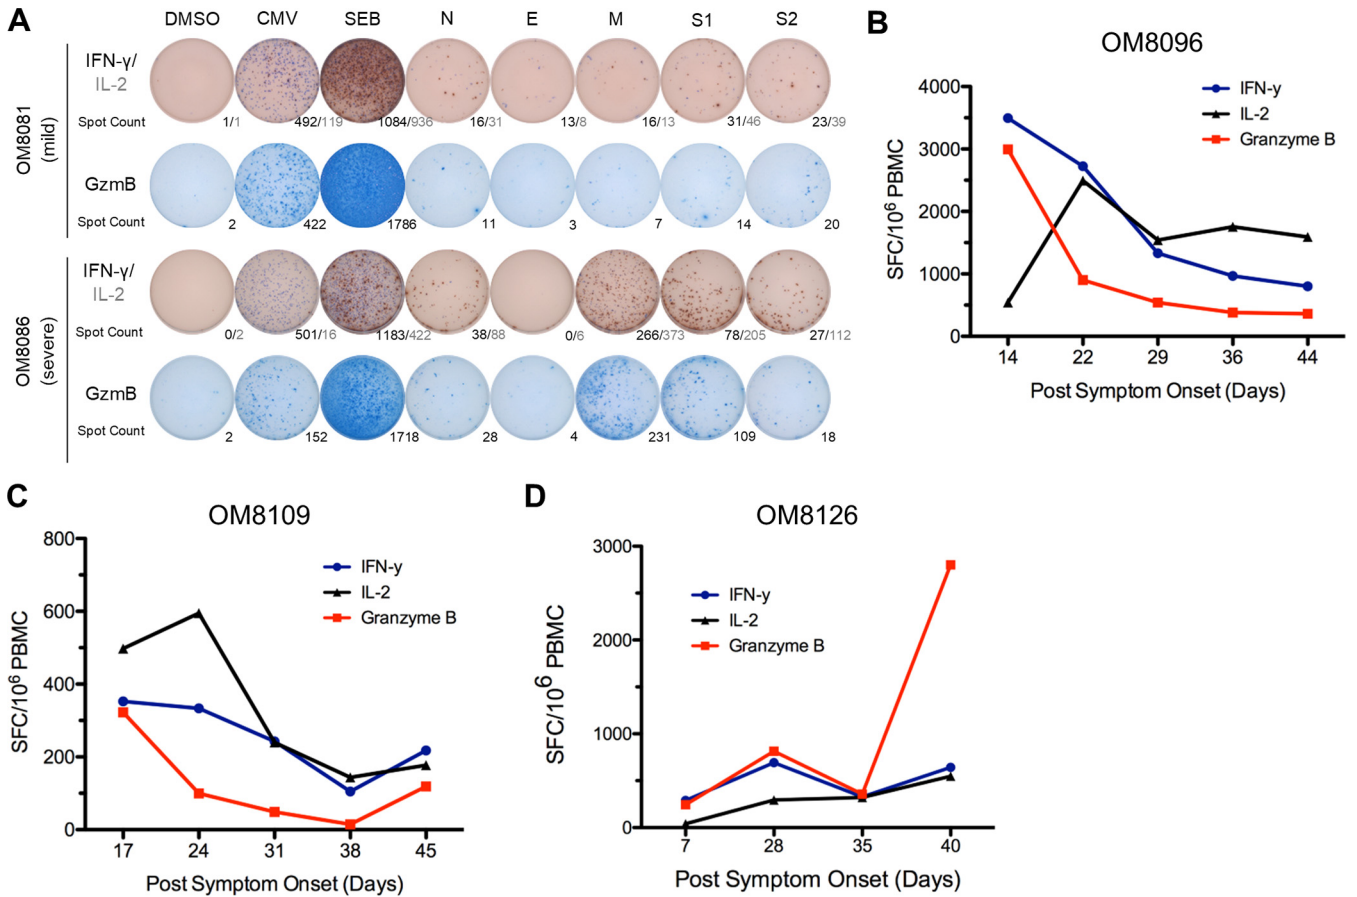 A
DMSO CMV SEB N E M S1 S2
OM8081
(mild)
IFN-γ/
IL-2
Spot Count 1/1 492/119 1084/936 16/31 13/8 16/13 31/46 23/39
GzmB
Spot Count 2 422 1786 11 3 7 14 20
OM8086
(severe)
IFN-γ/
IL-2
Spot Count 0/2 501/16 1183/422 38/88 0/6 266/373 78/205 27/112
GzmB
Spot Count 2 152 1718 28 4 231 109 18
B
OM8096
SFC/10⁶ PBMC
4000
3000
2000
1000
0
IFN-y
IL-2
Granzyme B
14 22 29 36 44
Post Symptom Onset (Days)
C
OM8109
SFC/10⁶ PBMC
800
600
400
200
0
IFN-y
IL-2
Granzyme B
17 24 31 38 45
Post Symptom Onset (Days)
D
OM8126
SFC/10⁶ PBMC
3000
2000
1000
0
IFN-y
IL-2
Granzyme B
7 28 35 40
Post Symptom Onset (Days)